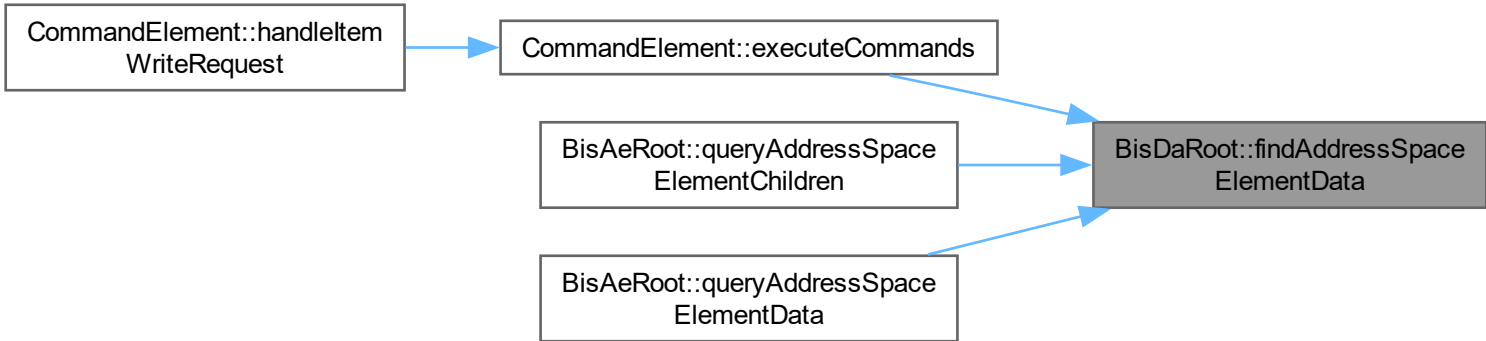 CommandElement::handleItem
WriteRequest
CommandElement::executeCommands
BisAeRoot::queryAddressSpace
ElementChildren
BisDaRoot::findAddressSpace
ElementData
BisAeRoot::queryAddressSpace
ElementData